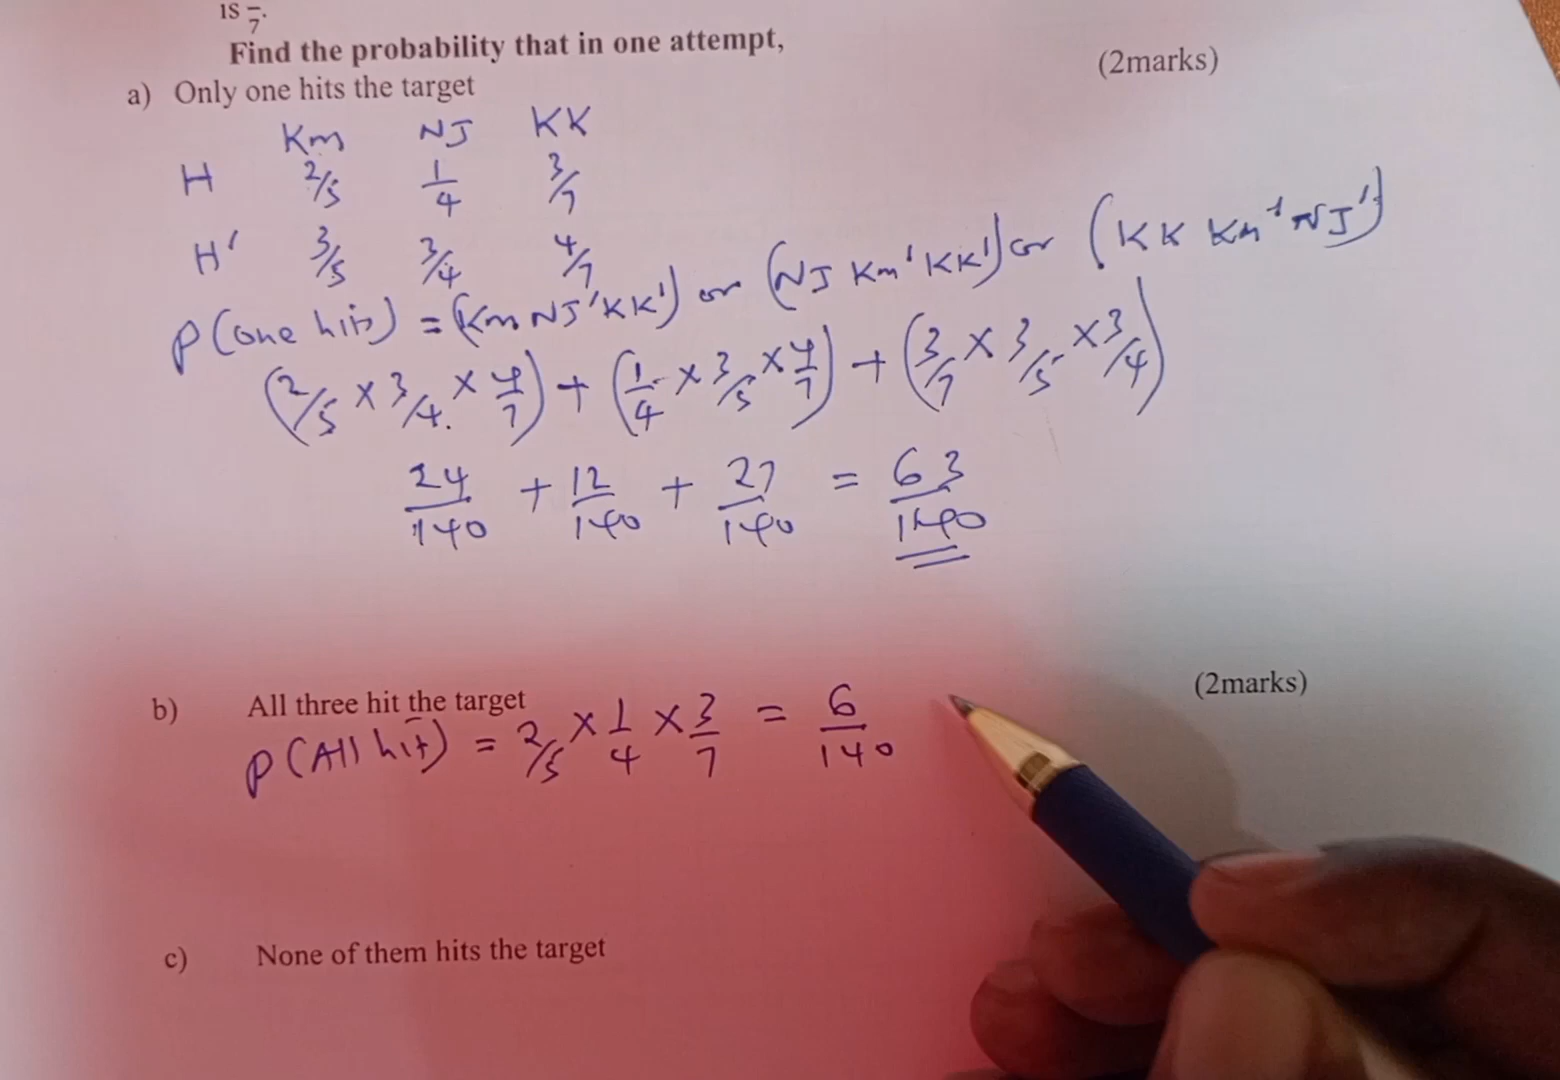 is 3/7.
Find the probability that in one attempt,
a) Only one hits the target (2marks)
Km NJ KK
H 2/5 1/4 3/7
H' 3/5 3/4 4/7
P(one hits) = (Km NJ' KK') or (NJ Km' KK') or (KK Km' NJ')
(2/5 × 3/4 × 4/7) + (1/4 × 3/5 × 4/7) + (3/7 × 3/5 × 3/4)
24/140 + 12/140 + 27/140 = 63/140
b) All three hit the target (2marks)
P(All hit) = 2/5 × 1/4 × 3/7 = 6/140
c) None of them hits the target